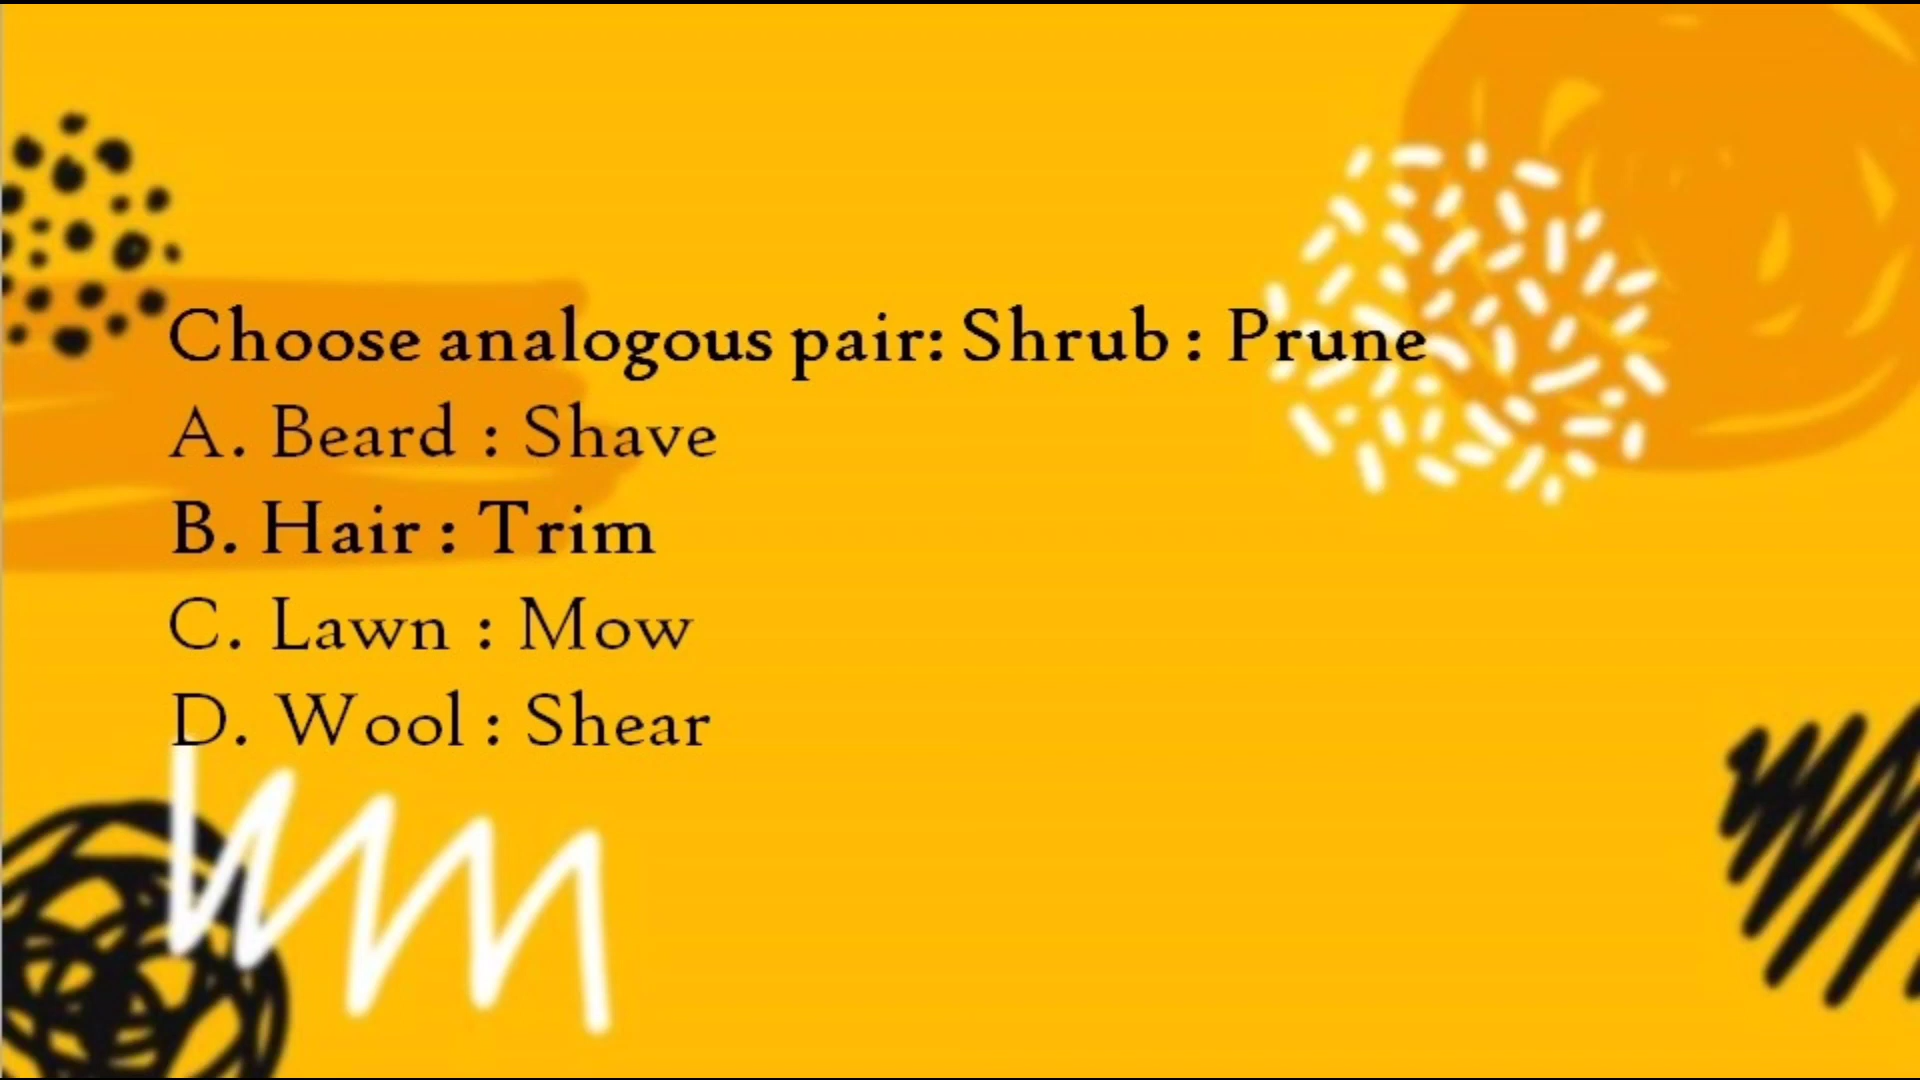 Choose analogous pair: Shrub : Prune
A. Beard : Shave
B. Hair : Trim
C. Lawn : Mow
D. Wool : Shear